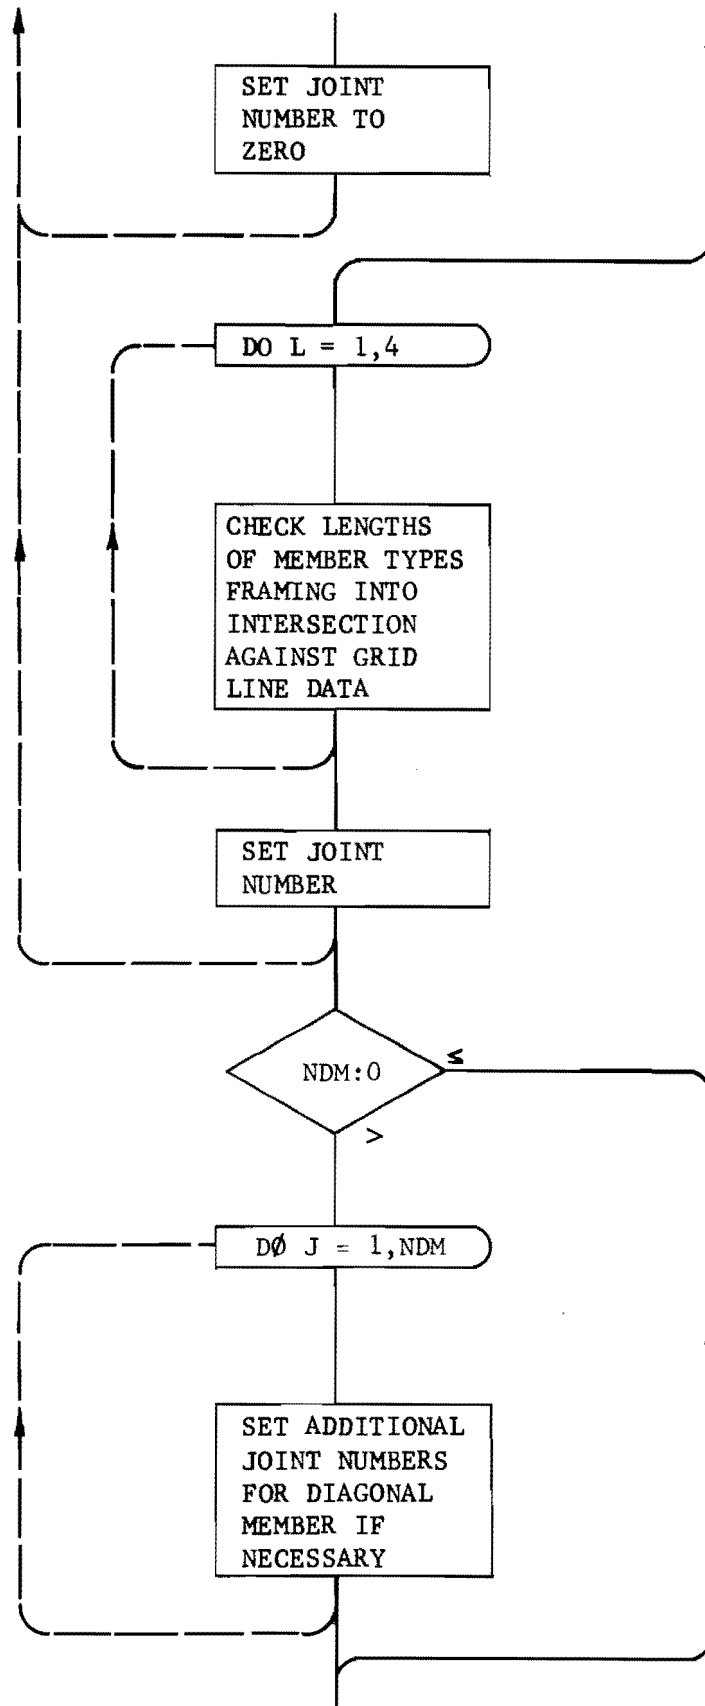 SET JOINT
NUMBER TO
ZERO
DO L = 1,4
CHECK LENGTHS
OF MEMBER TYPES
FRAMING INTO
INTERSECTION
AGAINST GRID
LINE DATA
SET JOINT
NUMBER
NDM:0
≤
>
DØ J = 1,NDM
SET ADDITIONAL
JOINT NUMBERS
FOR DIAGONAL
MEMBER IF
NECESSARY